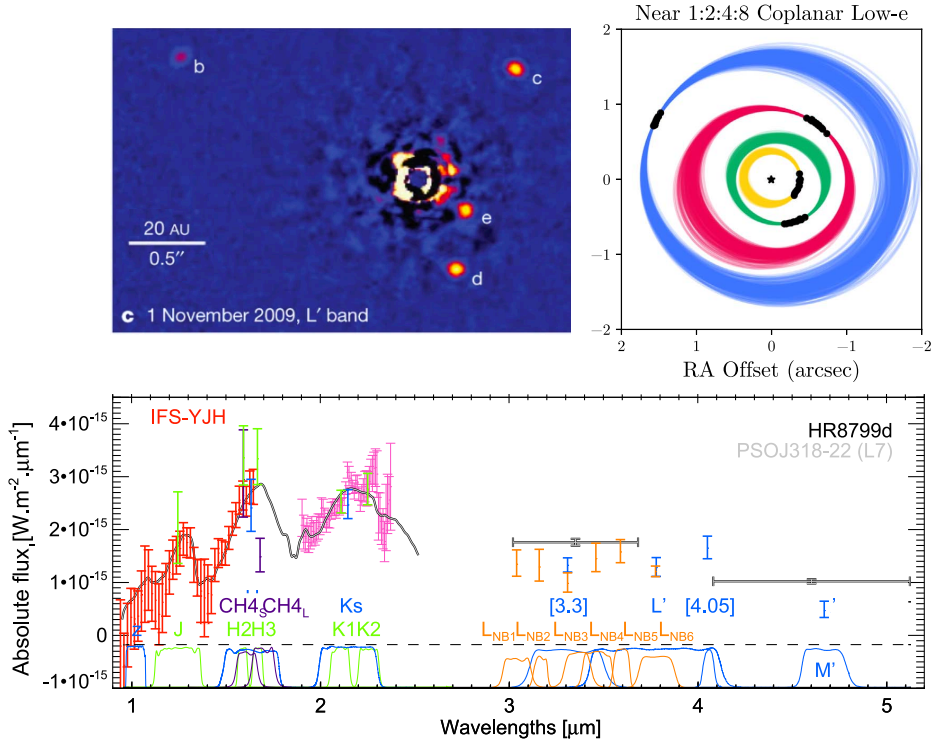 b
c
e
d
20 AU
0.5″
c 1 November 2009, L′ band
Near 1:2:4:8 Coplanar Low-e
2
1
0
−1
−2
2 1 0 −1 −2
RA Offset (arcsec)
4•10⁻¹⁵
3•10⁻¹⁵
2•10⁻¹⁵
1•10⁻¹⁵
0
-1•10⁻¹⁵
Absolute flux, [W.m⁻².μm⁻¹]
IFS-YJH
HR8799d
PSOJ318-22 (L7)
CH4S CH4L Ks [3.3] L' [4.05]
Z J H2H3 K1K2 LNB1 LNB2 LNB3 LNB4 LNB5 LNB6
M'
1 2 3 4 5
Wavelengths [μm]